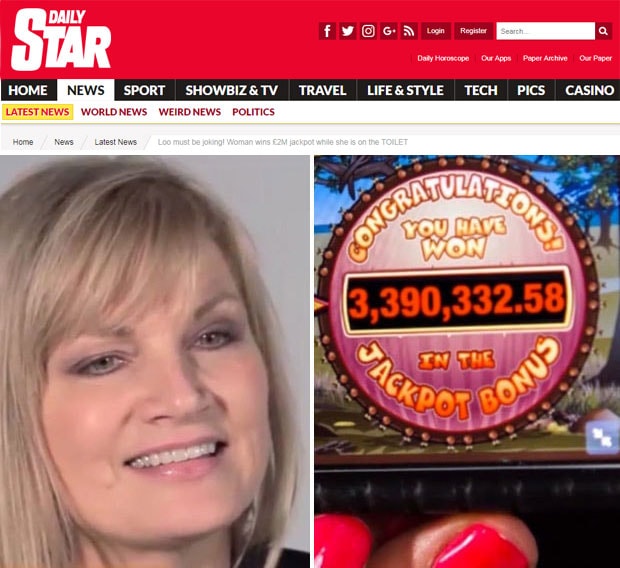 DAILY
STAR
Login Register Search...
Daily Horoscope Our Apps Paper Archive Our Paper
HOME NEWS SPORT SHOWBIZ & TV TRAVEL LIFE & STYLE TECH PICS CASINO
LATEST NEWS WORLD NEWS WEIRD NEWS POLITICS
Home / News / Latest News / Loo must be joking! Woman wins £2M jackpot while she is on the TOILET
CONGRATULATIONS!
YOU HAVE
WON
3,390,332.58
IN THE
JACKPOT BONUS